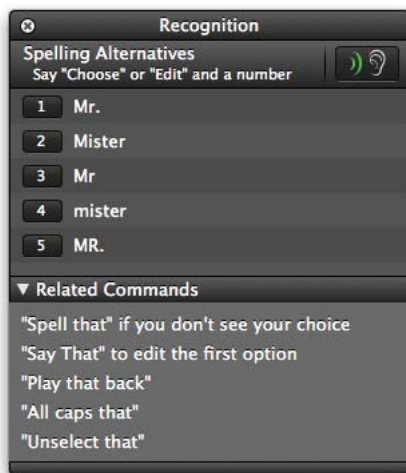 Recognition
Spelling Alternatives
Say "Choose" or "Edit" and a number
1 Mr.
2 Mister
3 Mr
4 mister
5 MR.
Related Commands
"Spell that" if you don't see your choice
"Say That" to edit the first option
"Play that back"
"All caps that"
"Unselect that"